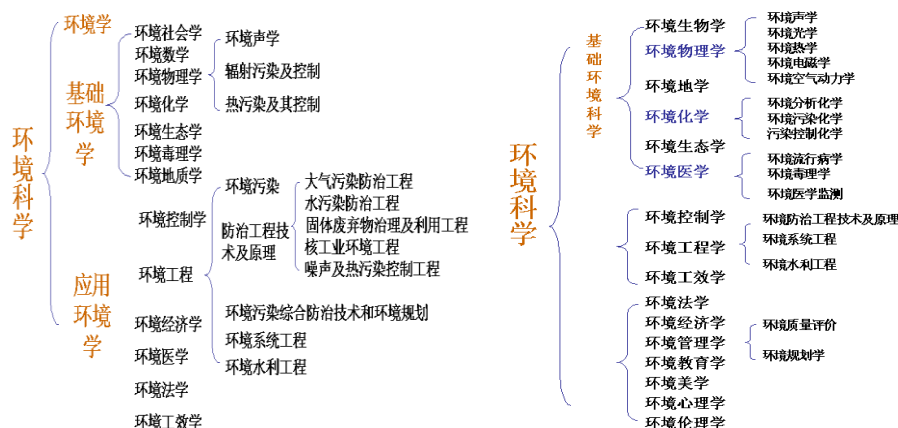 环境科学
环境学
基础
环境
学
环境社会学
环境数学
环境物理学
环境声学
辐射污染及控制
热污染及其控制
环境化学
环境生态学
环境毒理学
环境地质学
应用
环境
学
环境控制学
环境工程
环境污染
防治工程技
术及原理
大气污染防治工程
水污染防治工程
固体废弃物治理及利用工程
核工业环境工程
噪声及热污染控制工程
环境污染综合防治技术和环境规划
环境系统工程
环境水利工程
环境经济学
环境医学
环境法学
环境工效学
环境科学
基础环境科学
环境生物学
环境物理学
环境声学
环境光学
环境热学
环境电磁学
环境空气动力学
环境地学
环境化学
环境分析化学
环境污染化学
污染控制化学
环境生态学
环境医学
环境流行病学
环境毒理学
环境医学监测
环境控制学
环境工程学
环境防治工程技术及原理
环境系统工程
环境水利工程
环境工效学
环境法学
环境经济学
环境管理学
环境质量评价
环境规划学
环境教育学
环境美学
环境心理学
环境伦理学